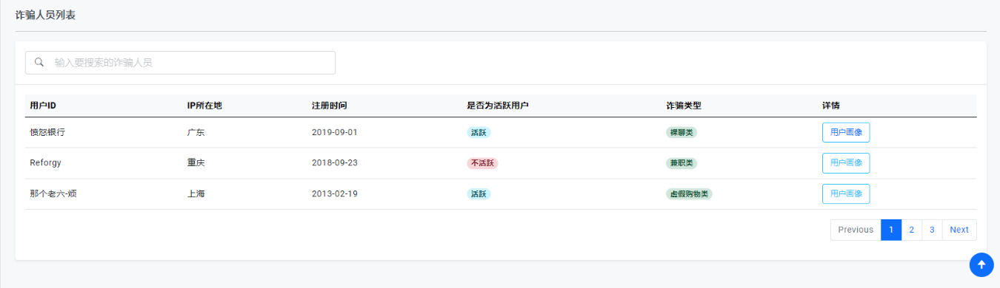 诈骗人员列表
输入要搜索的诈骗人员
用户ID IP所在地 注册时间 是否为活跃用户 诈骗类型 详情
愤怒银行 广东 2019-09-01 活跃 裸聊类 用户画像
Reforgy 重庆 2018-09-23 不活跃 兼职类 用户画像
那个老六-烦 上海 2013-02-19 活跃 虚假购物类 用户画像
Previous 1 2 3 Next